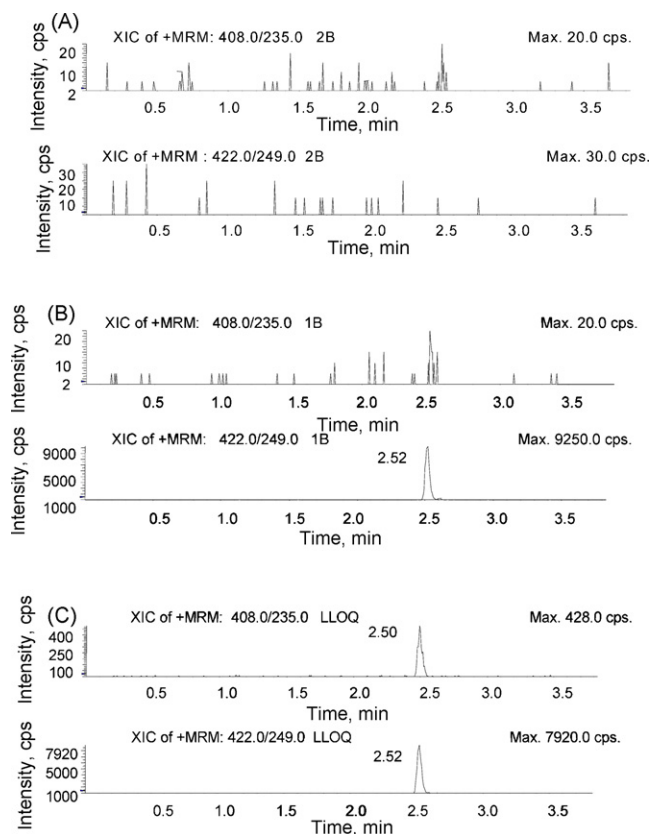 (A)
XIC of +MRM: 408.0/235.0 2B Max. 20.0 cps.
Intensity, cps
20
10
2
0.5 1.0 1.5 2.0 2.5 3.0 3.5
Time, min
XIC of +MRM : 422.0/249.0 2B Max. 30.0 cps.
Intensity, cps
30
20
10
0.5 1.0 1.5 2.0 2.5 3.0 3.5
Time, min
(B)
XIC of +MRM: 408.0/235.0 1B Max. 20.0 cps.
Intensity, cps
20
10
2
0.5 1.0 1.5 2.0 2.5 3.0 3.5
Time, min
XIC of +MRM: 422.0/249.0 1B Max. 9250.0 cps.
Intensity, cps
9000
5000
1000
2.52
0.5 1.0 1.5 2.0 2.5 3.0 3.5
Time, min
(C)
XIC of +MRM: 408.0/235.0 LLOQ Max. 428.0 cps.
Intensity, cps
400
250
100
2.50
0.5 1.0 1.5 2.0 2.5 3.0 3.5
Time, min
XIC of +MRM: 422.0/249.0 LLOQ Max. 7920.0 cps.
Intensity, cps
7920
5000
1000
2.52
0.5 1.0 1.5 2.0 2.5 3.0 3.5
Time, min